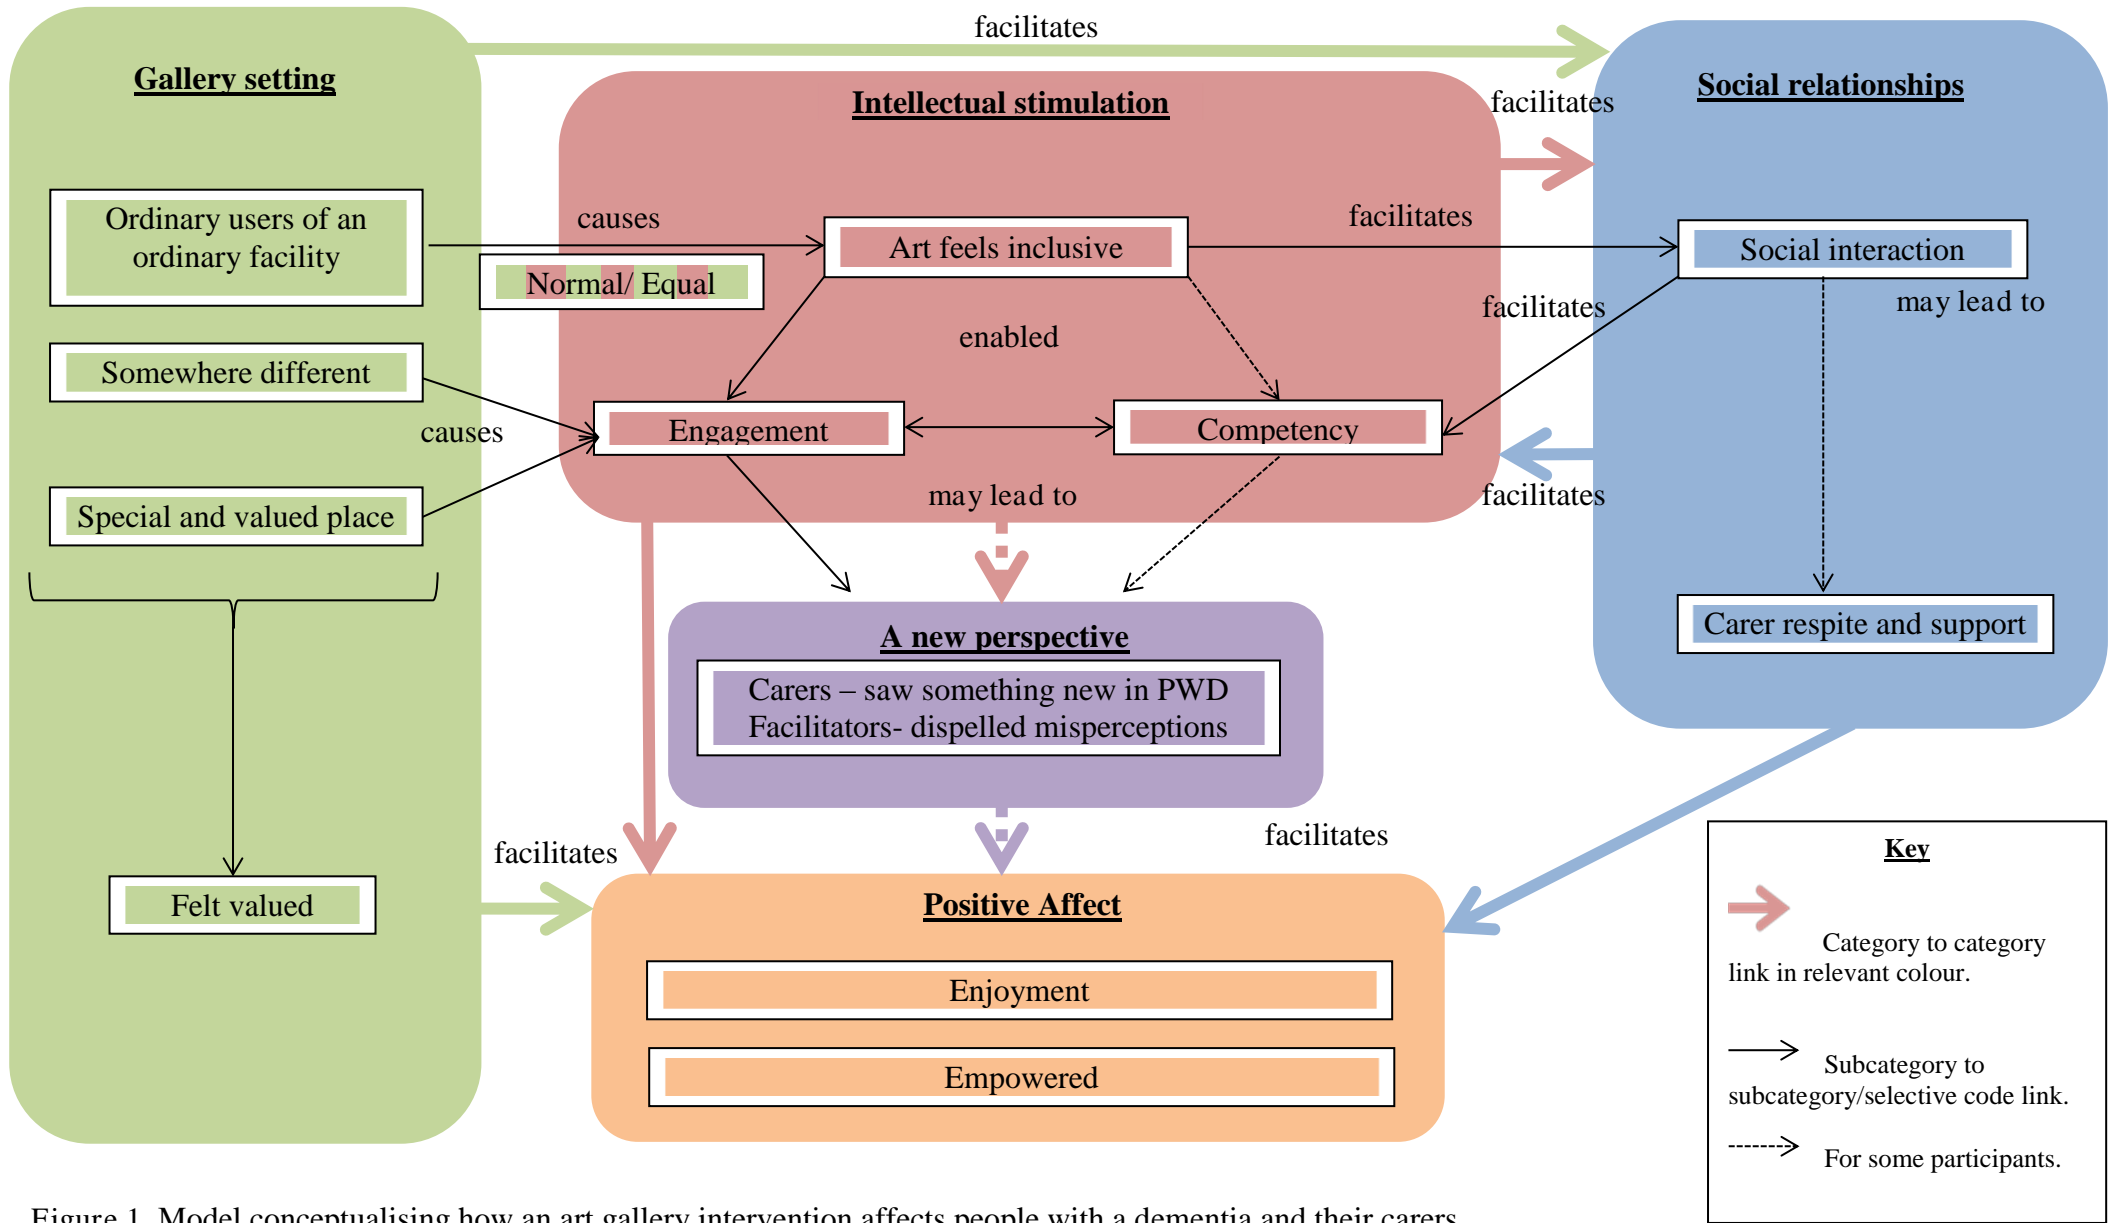 facilitates
Gallery setting
Intellectual stimulation
facilitates
Social relationships
Ordinary users of an
ordinary facility
causes
Normal/ Equal
Art feels inclusive
facilitates
Social interaction
may lead to
facilitates
enabled
Somewhere different
causes
Engagement
Competency
Special and valued place
may lead to
facilitates
A new perspective
Carers – saw something new in PWD
Facilitators- dispelled misperceptions
Carer respite and support
facilitates
facilitates
Felt valued
Positive Affect
Enjoyment
Empowered
Key
Category to category
link in relevant colour.
Subcategory to
subcategory/selective code link.
For some participants.
Figure 1. Model conceptualising how an art gallery intervention affects people with a dementia and their carers